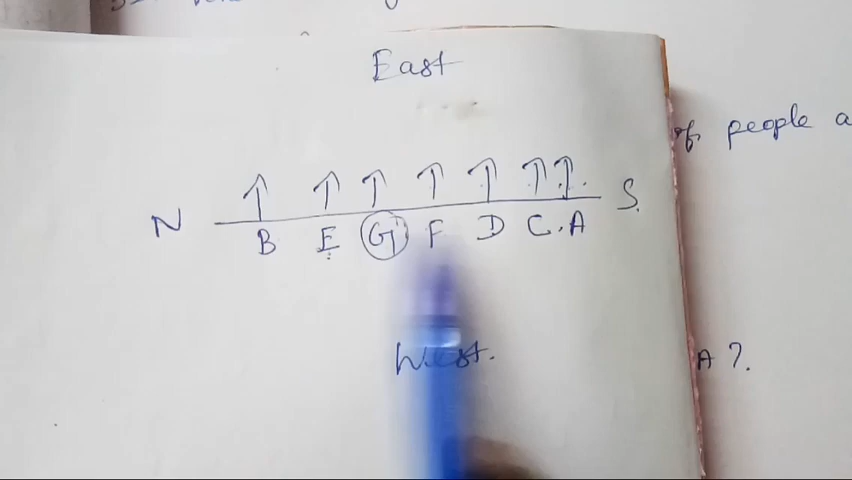 East
of people a
N S.
B E G F D C.A
West.
A?.